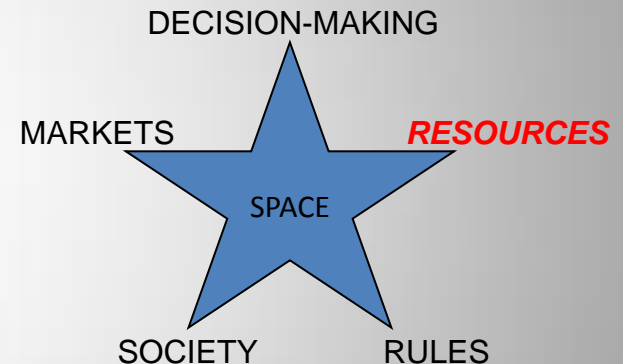 DECISION-MAKING
MARKETS
RESOURCES
SPACE
SOCIETY
RULES